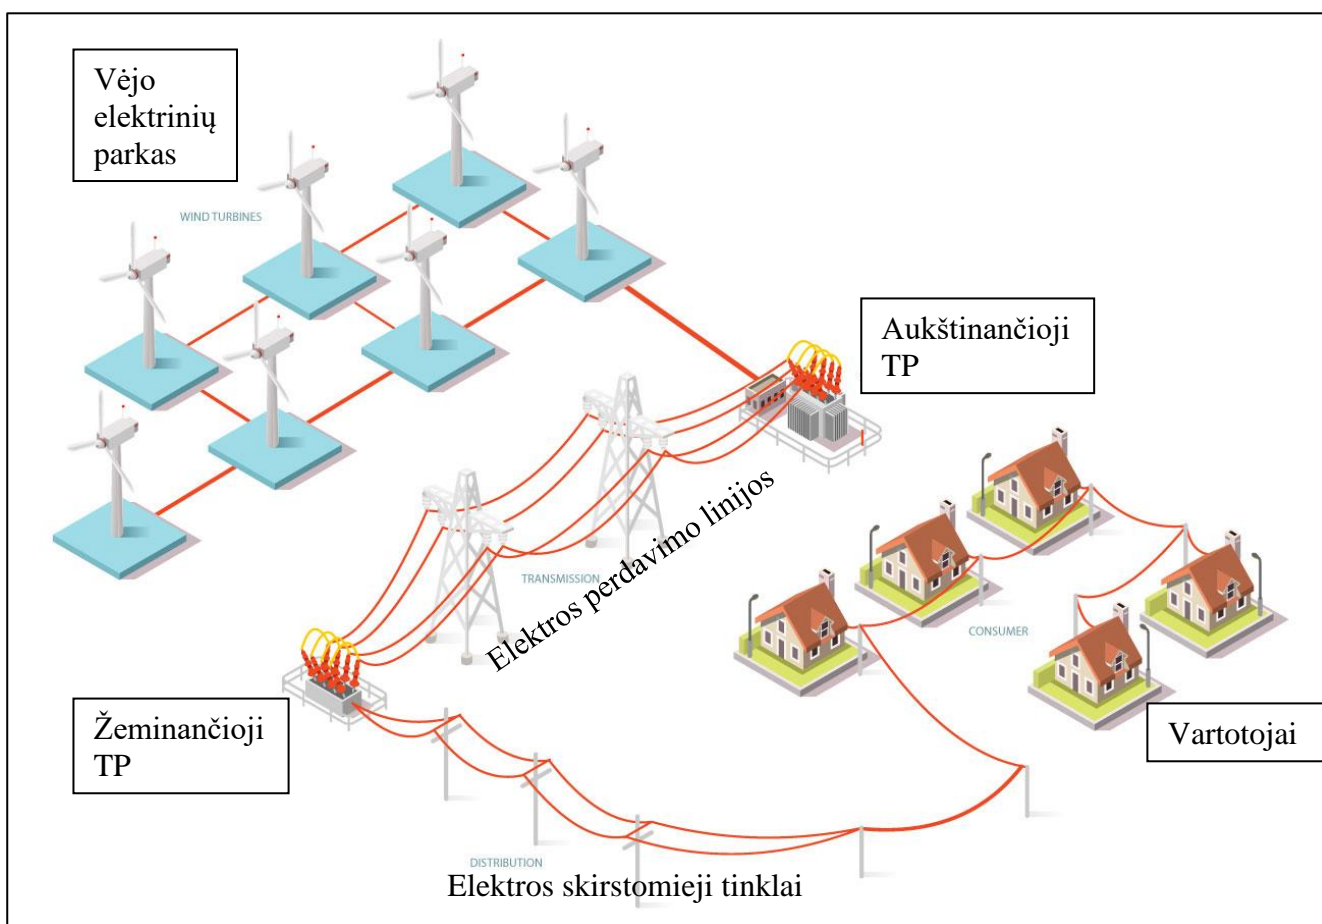 Vėjo
elektrinių
parkas
WIND TURBINES
Aukštinančioji
TP
Elektros perdavimo linijos
TRANSMISSION
CONSUMER
Žeminančioji
TP
Vartotojai
DISTRIBUTION
Elektros skirstomieji tinklai